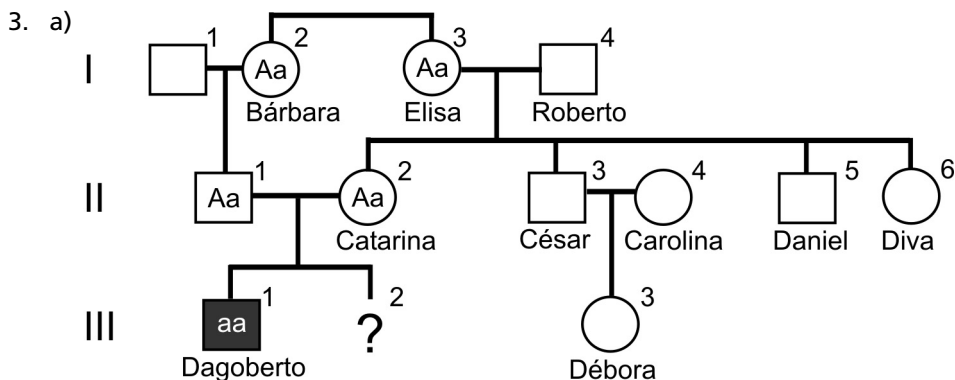 3. a)
I
1
2
3
4
Aa
Aa
Bárbara
Elisa
Roberto
II
1
2
3
4
5
6
Aa
Aa
Catarina
César
Carolina
Daniel
Diva
III
1
2
3
aa
?
Dagoberto
Débora